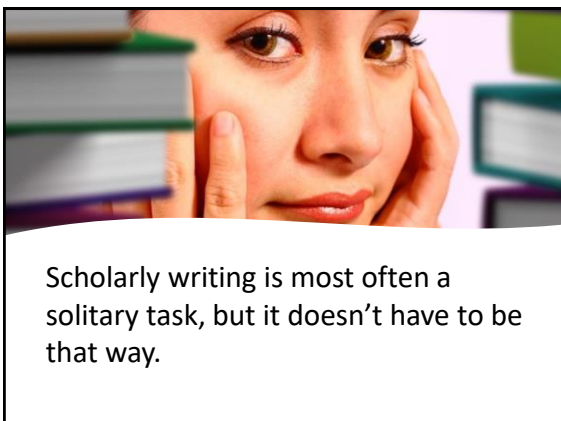 Scholarly writing is most often a
solitary task, but it doesn’t have to be
that way.